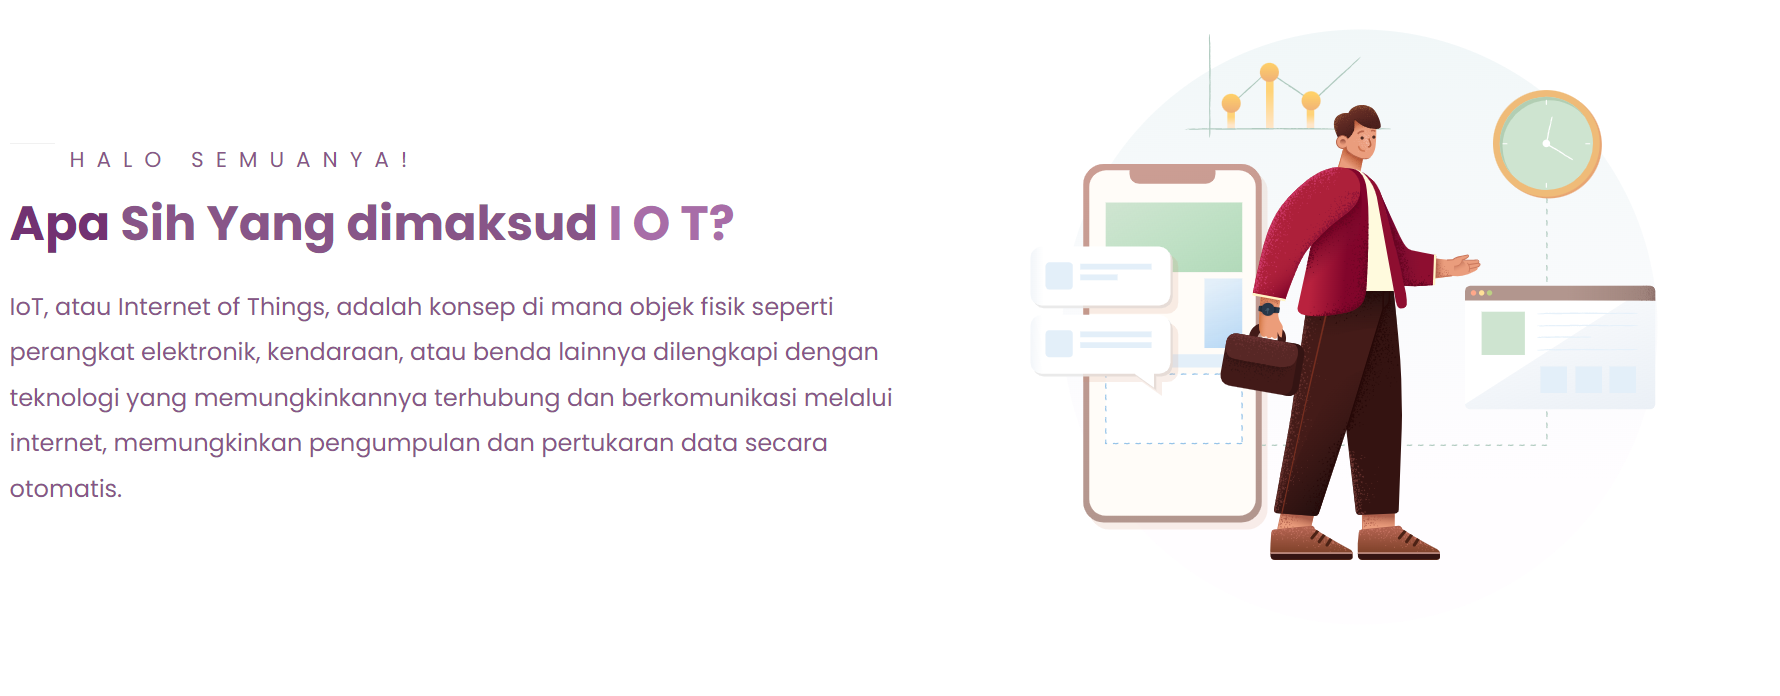 HALO SEMUANYA!
Apa Sih Yang dimaksud I O T?
IoT, atau Internet of Things, adalah konsep di mana objek fisik seperti
perangkat elektronik, kendaraan, atau benda lainnya dilengkapi dengan
teknologi yang memungkinkannya terhubung dan berkomunikasi melalui
internet, memungkinkan pengumpulan dan pertukaran data secara
otomatis.